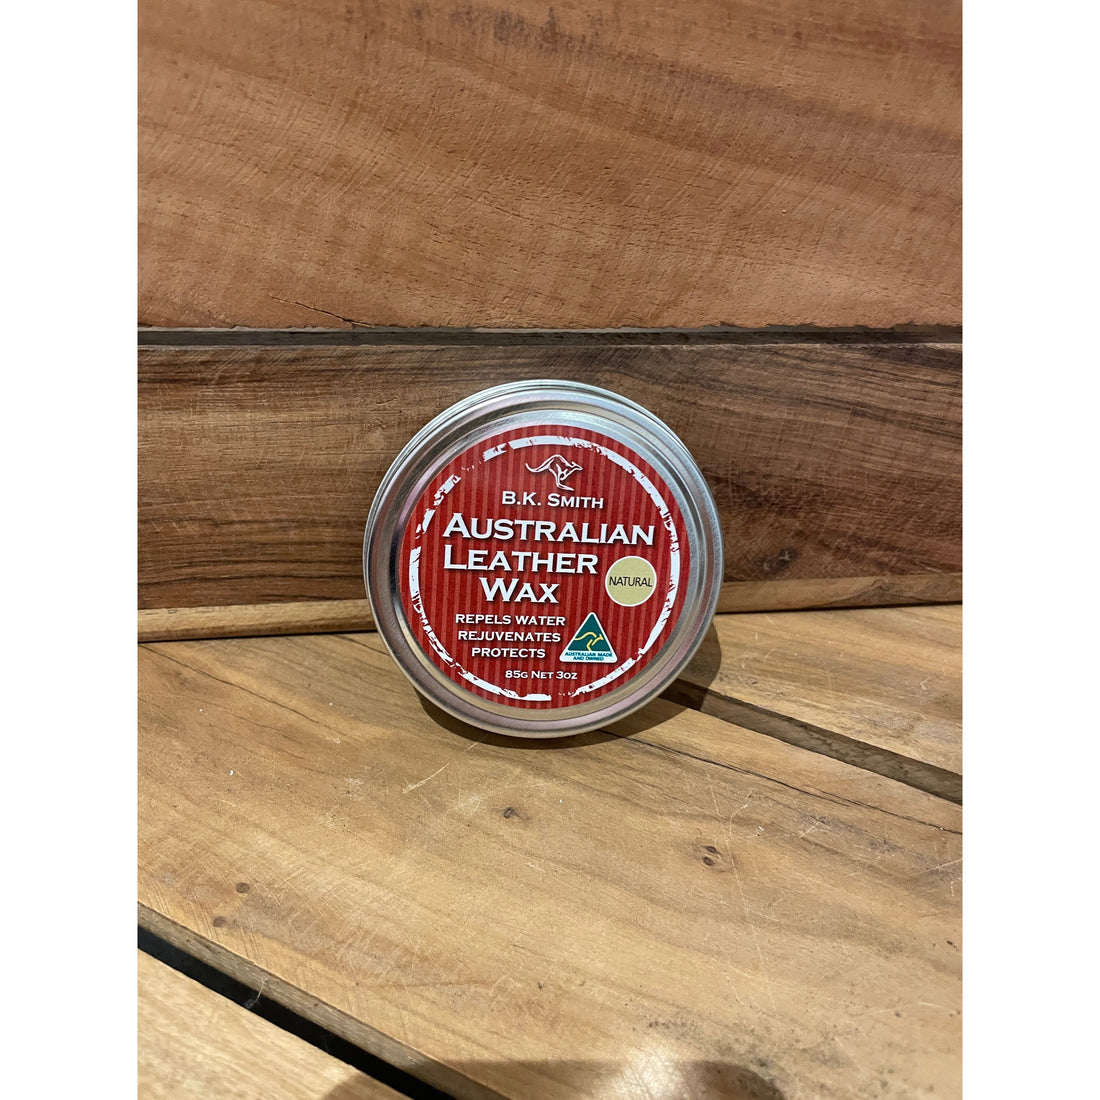 B.K. SMITH
AUSTRALIAN
LEATHER
WAX
NATURAL
REPELS WATER
REJUVENATES
PROTECTS
AUSTRALIAN MADE
AND OWNED
85G NET 3OZ